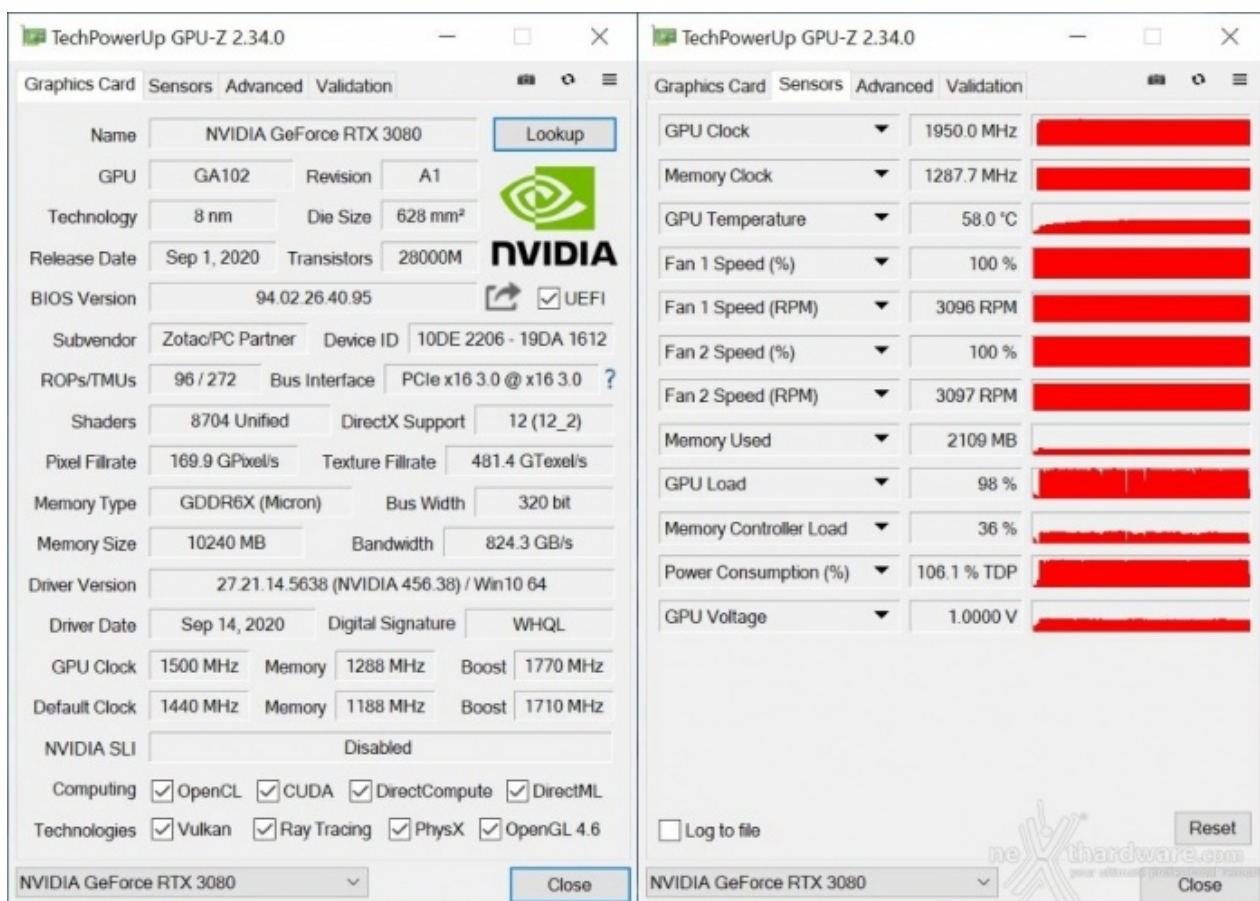 TechPowerUp GPU-Z 2.34.0
Graphics Card Sensors Advanced Validation
Name NVIDIA GeForce RTX 3080 Lookup
GPU GA102 Revision A1
Technology 8 nm Die Size 628 mm²
Release Date Sep 1, 2020 Transistors 28000M
NVIDIA
BIOS Version 94.02.26.40.95 UEFI
Subvendor Zotac/PC Partner Device ID 10DE 2206 - 19DA 1612
ROPs/TMUs 96 / 272 Bus Interface PCIe x16 3.0 @ x16 3.0 ?
Shaders 8704 Unified DirectX Support 12 (12_2)
Pixel Fillrate 169.9 GPixel/s Texture Fillrate 481.4 GTexel/s
Memory Type GDDR6X (Micron) Bus Width 320 bit
Memory Size 10240 MB Bandwidth 824.3 GB/s
Driver Version 27.21.14.5638 (NVIDIA 456.38) / Win10 64
Driver Date Sep 14, 2020 Digital Signature WHQL
GPU Clock 1500 MHz Memory 1288 MHz Boost 1770 MHz
Default Clock 1440 MHz Memory 1188 MHz Boost 1710 MHz
NVIDIA SLI Disabled
Computing OpenCL CUDA DirectCompute DirectML
Technologies Vulkan Ray Tracing PhysX OpenGL 4.6
NVIDIA GeForce RTX 3080 Close
TechPowerUp GPU-Z 2.34.0
Graphics Card Sensors Advanced Validation
GPU Clock 1950.0 MHz
Memory Clock 1287.7 MHz
GPU Temperature 58.0 °C
Fan 1 Speed (%) 100 %
Fan 1 Speed (RPM) 3096 RPM
Fan 2 Speed (%) 100 %
Fan 2 Speed (RPM) 3097 RPM
Memory Used 2109 MB
GPU Load 98 %
Memory Controller Load 36 %
Power Consumption (%) 106.1 % TDP
GPU Voltage 1.0000 V
Log to file Reset
nexthardware.com
your ultimate professional resource
NVIDIA GeForce RTX 3080 Close